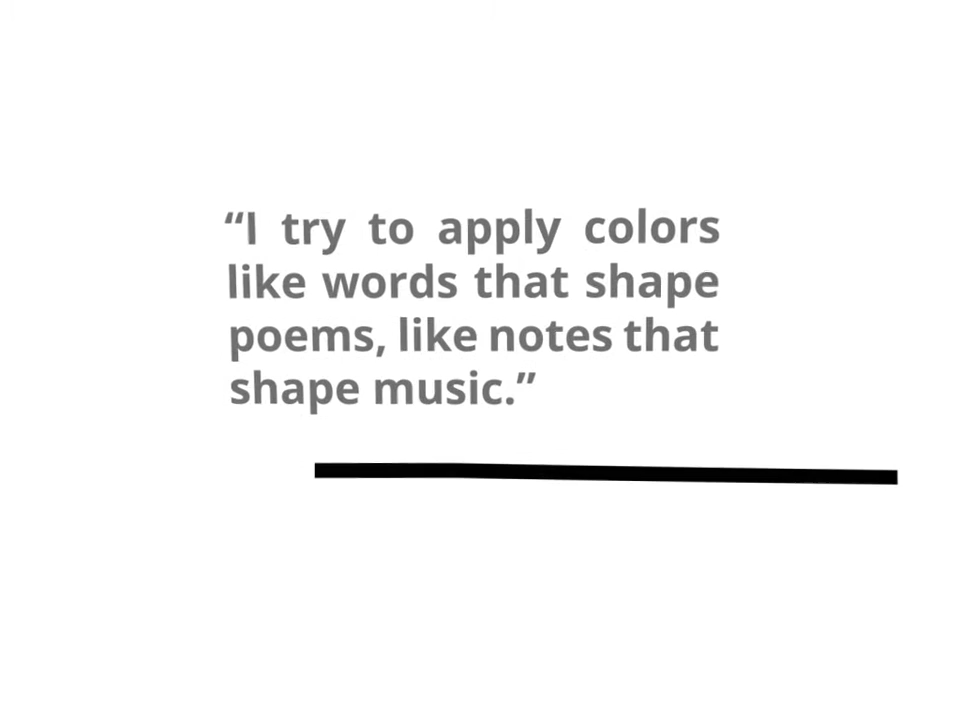 “I try to apply colors
like words that shape
poems, like notes that
shape music.”